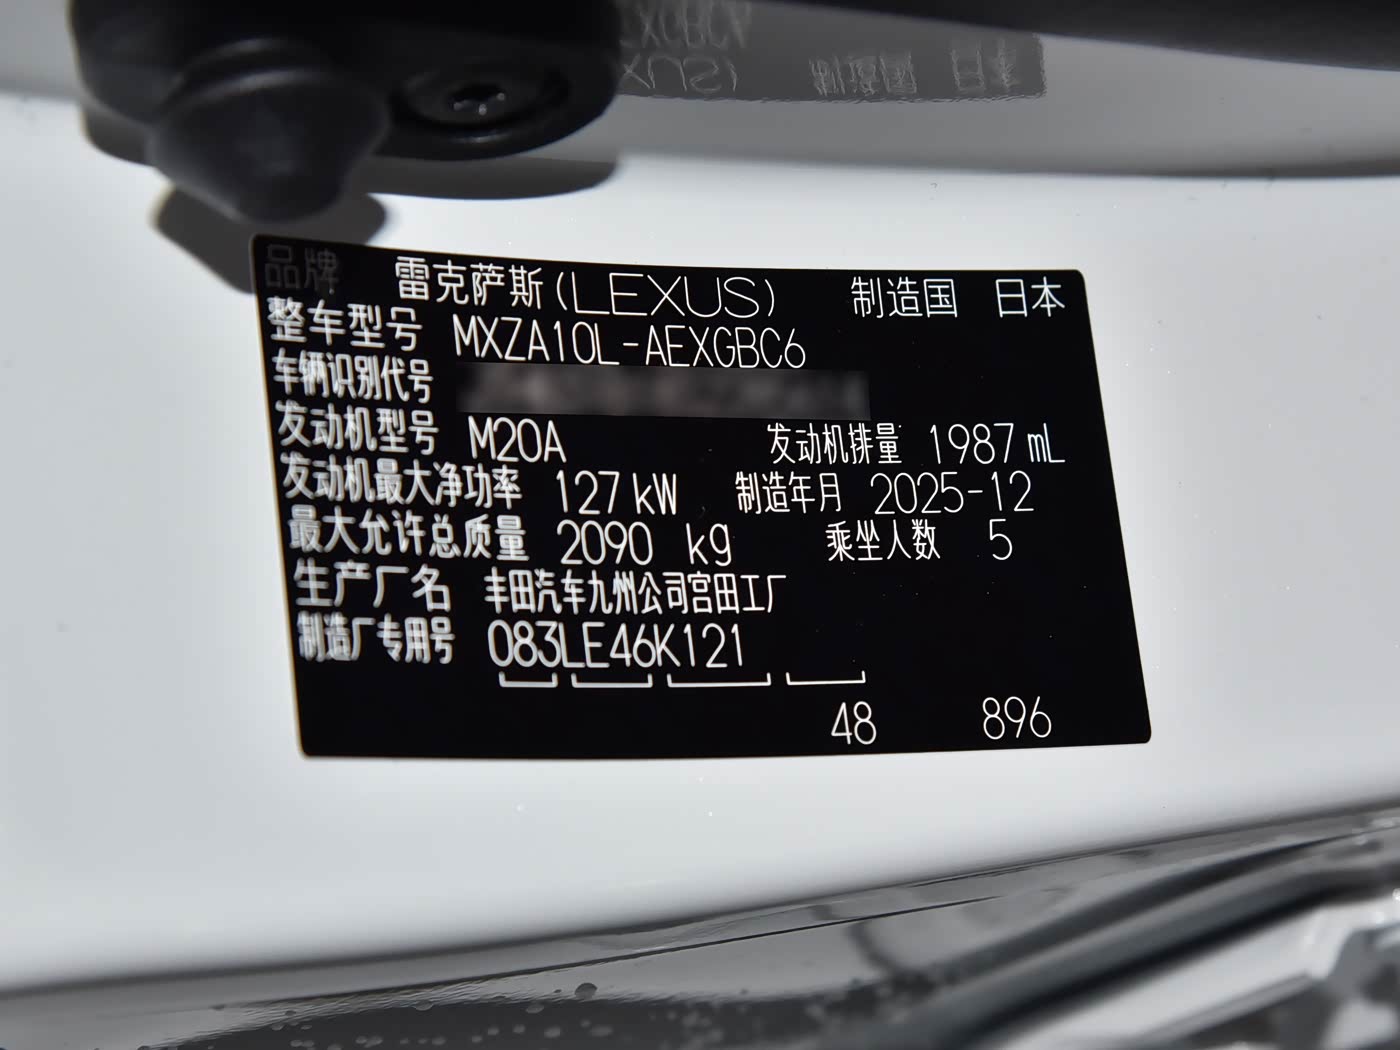 品牌 雷克萨斯(LEXUS) 制造国 日本
整车型号 MXZA10L-AEXGBC6
车辆识别代号
发动机型号 M20A 发动机排量 1987 mL
发动机最大净功率 127 kW 制造年月 2025-12
最大允许总质量 2090 kg 乘坐人数 5
生产厂名 丰田汽车九州公司宫田工厂
制造厂专用号 083LE46K121
48 896